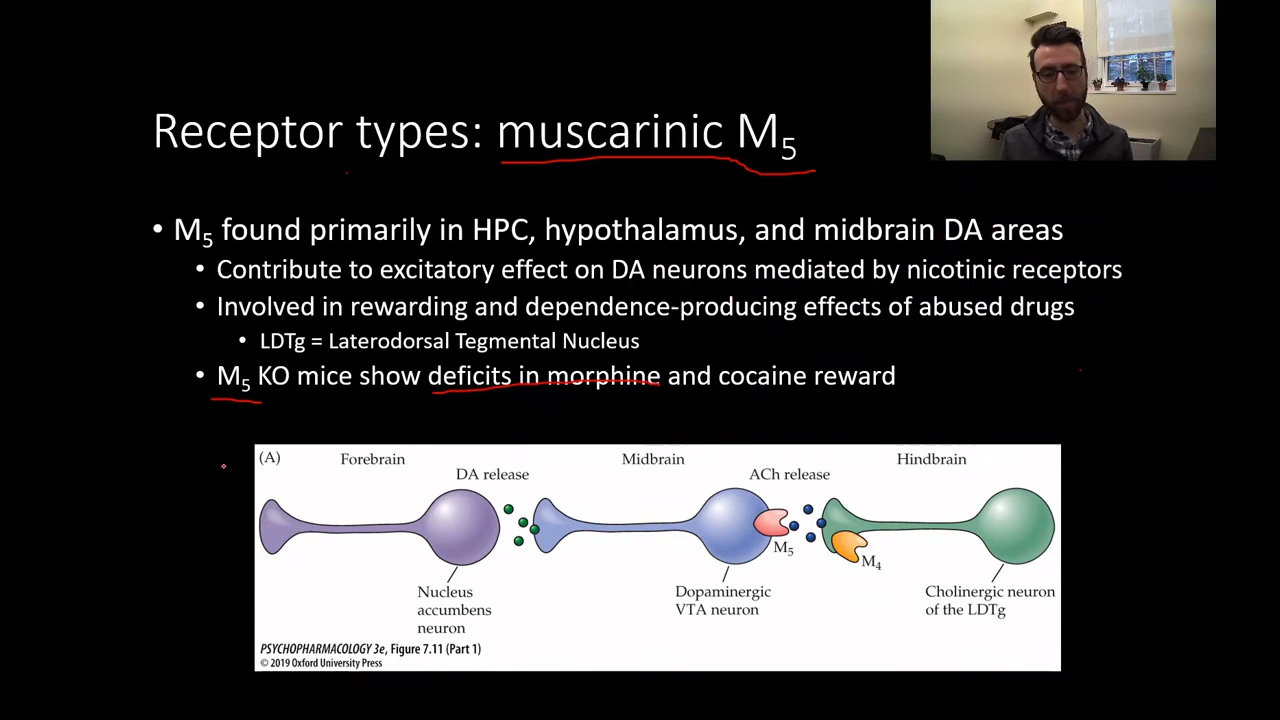 Receptor types: muscarinic M₅
• M₅ found primarily in HPC, hypothalamus, and midbrain DA areas
• Contribute to excitatory effect on DA neurons mediated by nicotinic receptors
• Involved in rewarding and dependence-producing effects of abused drugs
• LDTg = Laterodorsal Tegmental Nucleus
• M₅ KO mice show deficits in morphine and cocaine reward
(A) Forebrain Midbrain Hindbrain
DA release ACh release
M₅
M₄
Nucleus
accumbens
neuron
Dopaminergic
VTA neuron
Cholinergic neuron
of the LDTg
PSYCHOPHARMACOLOGY 3e, Figure 7.11 (Part 1)
© 2019 Oxford University Press